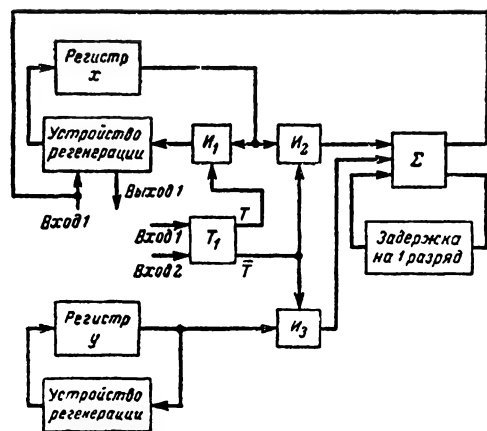 Регистр
x
Устройство
регенерации
И₁
И₂
Σ
Вход 1
Выход 1
Вход 1
Вход 2
T₁
T
T̅
Задержка
на 1 разряд
Регистр
y
И₃
Устройство
регенерации